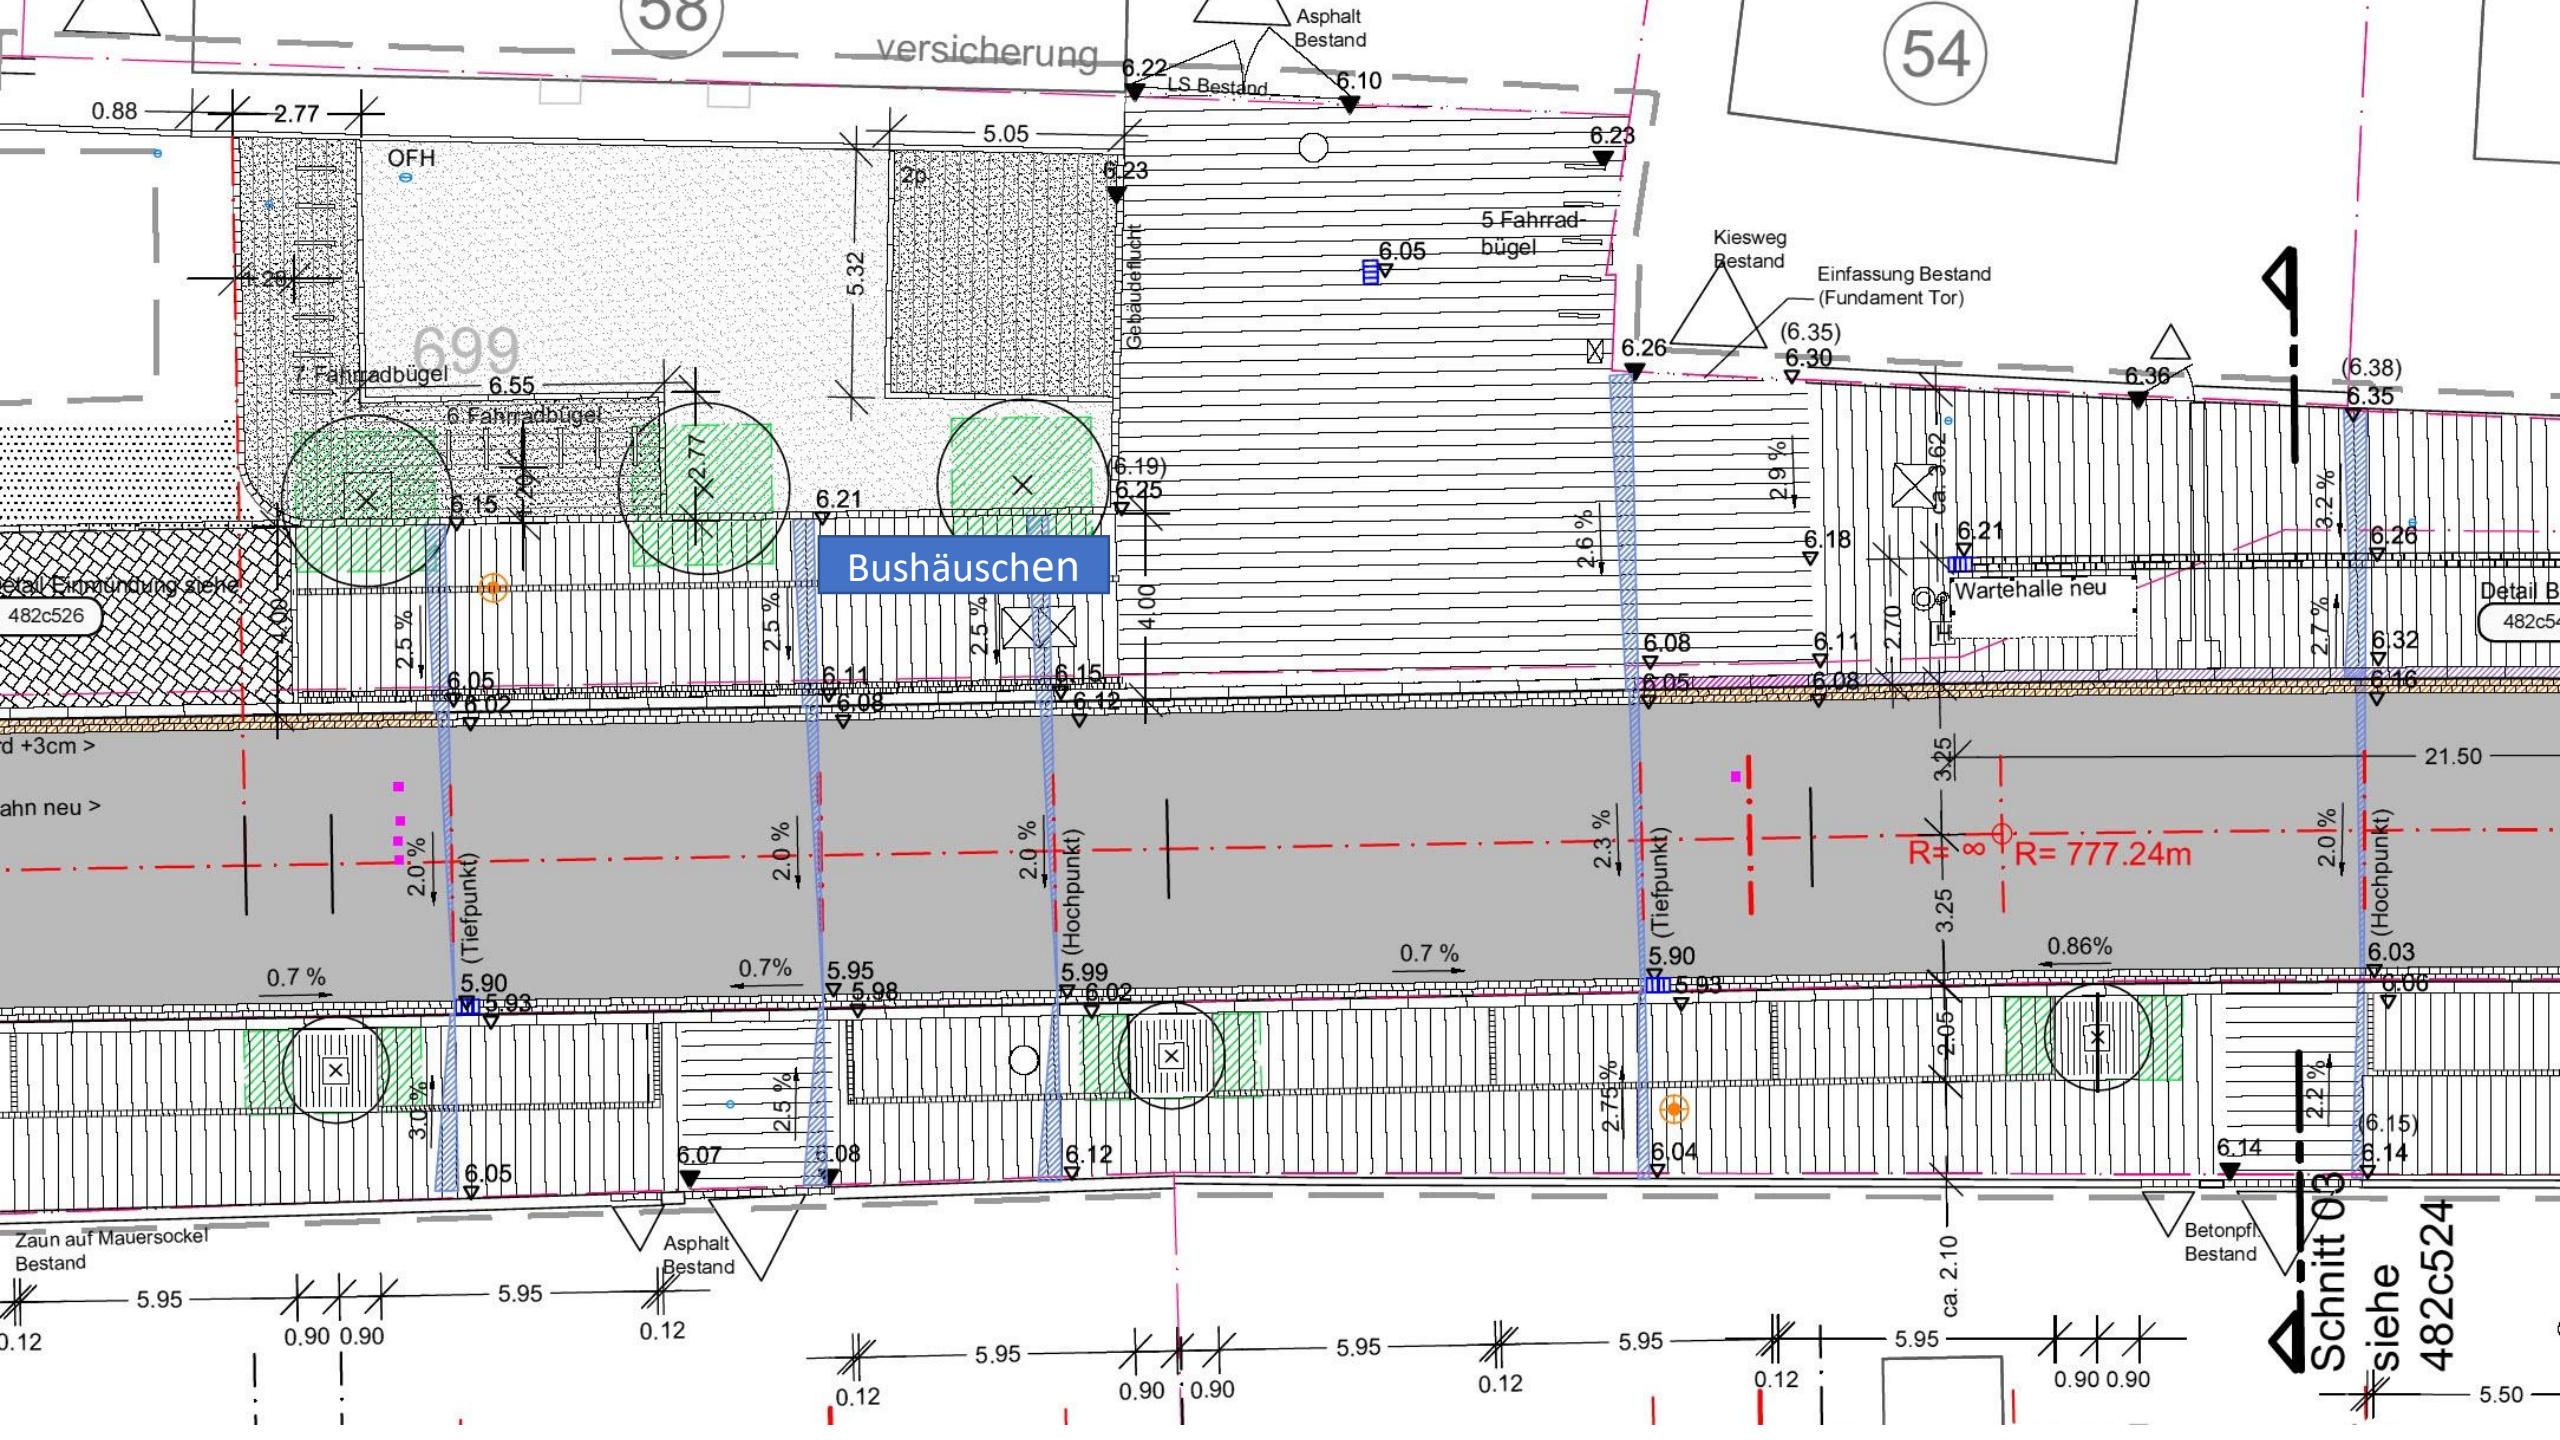 58
versicherung
Asphalt
Bestand
54
6.22
LS Bestand
6.10
0.88
2.77
5.05
OFH
2p
6.23
6.23
5 Fahrrad-
bügel
6.05
Gebäudeflucht
5.32
Kiesweg
Bestand
Einfassung Bestand
(Fundament Tor)
(6.35)
6.30
6.26
6.36
(6.38)
6.35
699
7 Fahrradbügel
6.55
6 Fahrradbügel
2.77
(6.19)
6.25
6.15
6.21
2.9 %
ca. 3.62
3.2 %
2.6 %
6.18
6.21
6.26
Bushäuschen
Detail Einmündung siehe
482c526
4.00
2.5 %
2.5 %
2.5 %
4.00
Wartehalle neu
2.70
2.7 %
Detail B
482c54
6.08
6.11
6.32
6.05
6.02
6.11
6.08
6.15
6.12
6.05
6.08
6.16
rd +3cm >
3.25
21.50
ahn neu >
2.0 %
(Tiefpunkt)
2.0 %
2.0 %
(Hochpunkt)
2.3 %
(Tiefpunkt)
R= ∞
R= 777.24m
2.0 %
(Hochpunkt)
3.25
0.7 %
0.7%
0.7 %
0.86%
5.90
5.93
5.95
5.98
5.99
6.02
5.90
5.93
6.03
6.06
2.05
3.0 %
2.5 %
2.75 %
2.2 %
6.05
6.07
6.08
6.12
6.04
6.14
(6.15)
6.14
Zaun auf Mauersockel
Bestand
Asphalt
Bestand
Betonpfl.
Bestand
ca. 2.10
Schnitt 03
siehe
482c524
5.95
5.95
0.12
0.90 0.90
0.12
5.95
5.95
5.95
5.95
0.12
0.90 0.90
0.12
0.12
0.90 0.90
5.50